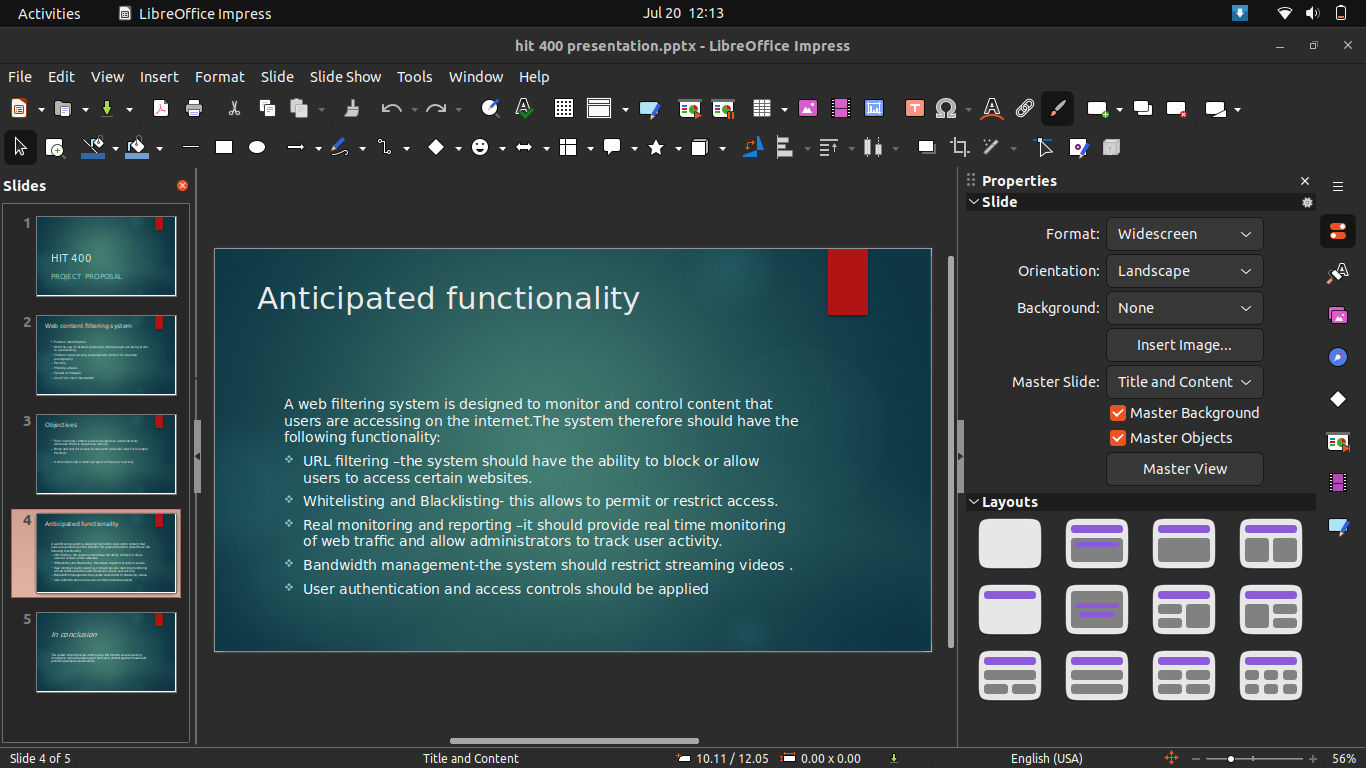 Activities LibreOffice Impress Jul 20 12:13
hit 400 presentation.pptx - LibreOffice Impress
File Edit View Insert Format Slide Slide Show Tools Window Help
Slides
1
HIT 400
PROJECT PROPOSAL
2
Web content filtering system
3
Objectives
4
Anticipated functionality
5
In conclusion
Anticipated functionality
A web filtering system is designed to monitor and control content that
users are accessing on the internet.The system therefore should have the
following functionality:
URL filtering –the system should have the ability to block or allow
users to access certain websites.
Whitelisting and Blacklisting- this allows to permit or restrict access.
Real monitoring and reporting –it should provide real time monitoring
of web traffic and allow administrators to track user activity.
Bandwidth management-the system should restrict streaming videos .
User authentication and access controls should be applied
Properties
Slide
Format: Widescreen
Orientation: Landscape
Background: None
Insert Image...
Master Slide: Title and Content
Master Background
Master Objects
Master View
Layouts
Slide 4 of 5 Title and Content 10.11 / 12.05 0.00 x 0.00 English (USA) 56%